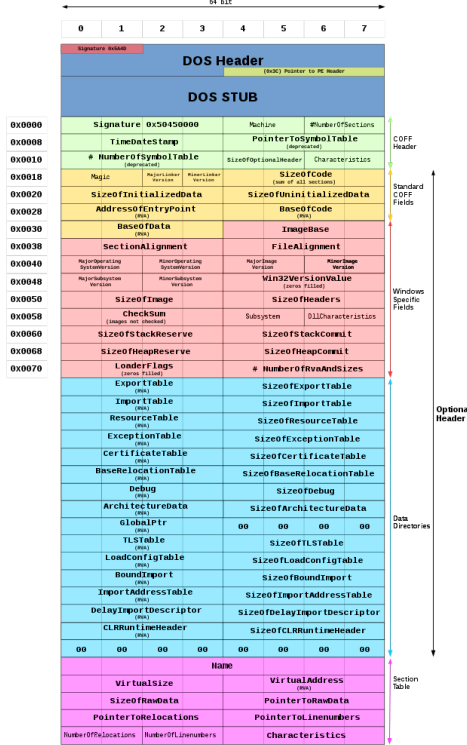 64 bit
0 1 2 3 4 5 6 7
Signature 0x5A4D
DOS Header
(0x3C) Pointer to PE Header
DOS STUB
0x0000 Signature 0x50450000 Machine #NumberOfSections
0x0008 TimeDateStamp PointerToSymbolTable
(deprecated)
COFF
Header
0x0010 # NumberOfSymbolTable
(deprecated)
SizeOfOptionalHeader Characteristics
0x0018 Magic MajorLinker
Version
MinorLinker
Version
SizeOfCode
(sum of all sections)
Standard
COFF
Fields
0x0020 SizeOfInitializedData SizeOfUninitializedData
0x0028 AddressOfEntryPoint
(RVA)
BaseOfCode
(RVA)
0x0030 BaseOfData
(RVA)
ImageBase
0x0038 SectionAlignment FileAlignment
0x0040 MajorOperating
SystemVersion
MinorOperating
SystemVersion
MajorImage
Version
MinorImage
Version
0x0048 MajorSubsystem
Version
MinorSubsystem
Version
Win32VersionValue
(zeros filled)
Windows
Specific
Fields
0x0050 SizeOfImage SizeOfHeaders
0x0058 CheckSum
(images not checked)
Subsystem DllCharacteristics
0x0060 SizeOfStackReserve SizeOfStackCommit
0x0068 SizeOfHeapReserve SizeOfHeapCommit
0x0070 LoaderFlags
(zeros filled)
# NumberOfRvaAndSizes
ExportTable
(RVA)
SizeOfExportTable
ImportTable
(RVA)
SizeOfImportTable
Optional
Header
ResourceTable
(RVA)
SizeOfResourceTable
ExceptionTable
(RVA)
SizeOfExceptionTable
CertificateTable
(RVA)
SizeOfCertificateTable
BaseRelocationTable
(RVA)
SizeOfBaseRelocationTable
Debug
(RVA)
SizeOfDebug
ArchitectureData
(RVA)
SizeOfArchitectureData
GlobalPtr
(RVA)
00 00 00 00
Data
Directories
TLSTable
(RVA)
SizeOfTLSTable
LoadConfigTable
(RVA)
SizeOfLoadConfigTable
BoundImport
(RVA)
SizeOfBoundImport
ImportAddressTable
(RVA)
SizeOfImportAddressTable
DelayImportDescriptor
(RVA)
SizeOfDelayImportDescriptor
CLRRuntimeHeader
(RVA)
SizeOfCLRRuntimeHeader
00 00 00 00 00 00 00 00
Name
VirtualSize VirtualAddress
(RVA)
Section
Table
SizeOfRawData PointerToRawData
PointerToRelocations PointerToLinenumbers
NumberOfRelocations NumberOfLinenumbers Characteristics